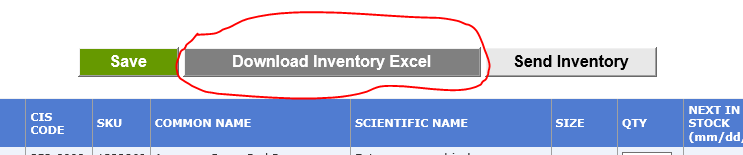 Save Download Inventory Excel Send Inventory
CIS CODE SKU COMMON NAME SCIENTIFIC NAME SIZE QTY NEXT IN STOCK (mm/dd/